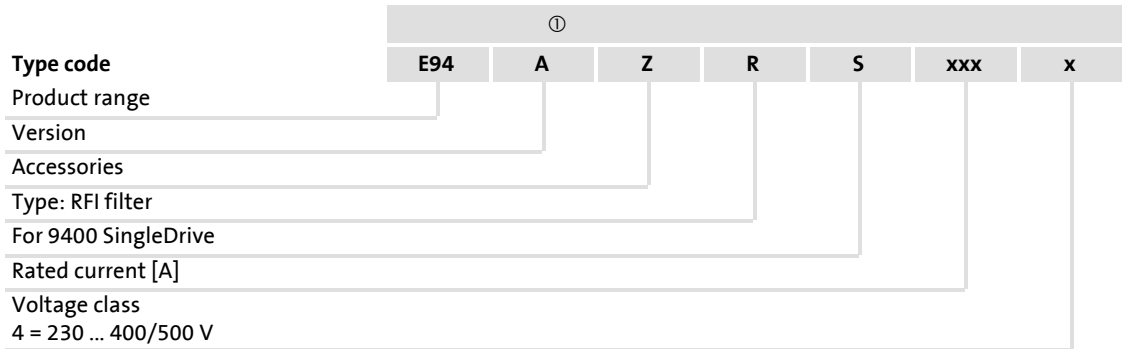 ①
Type code E94 A Z R S xxx x
Product range
Version
Accessories
Type: RFI filter
For 9400 SingleDrive
Rated current [A]
Voltage class
4 = 230 ... 400/500 V